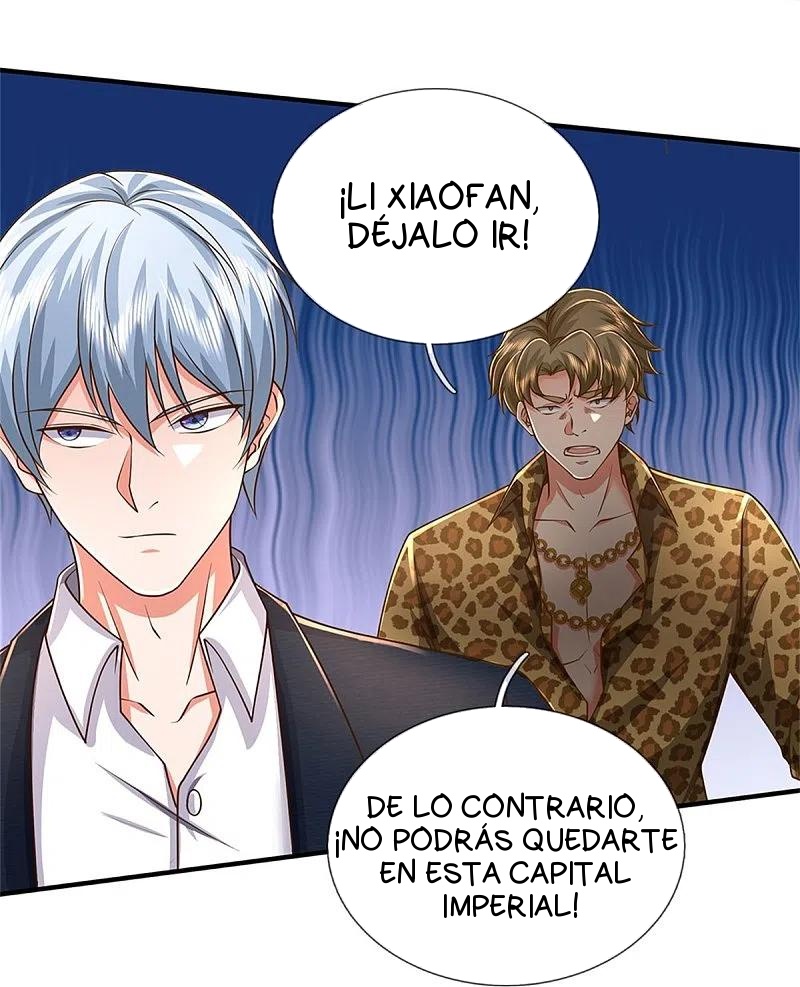 ¡LI XIAOFAN,
DÉJALO IR!
DE LO CONTRARIO,
¡NO PODRÁS QUEDARTE
EN ESTA CAPITAL
IMPERIAL!